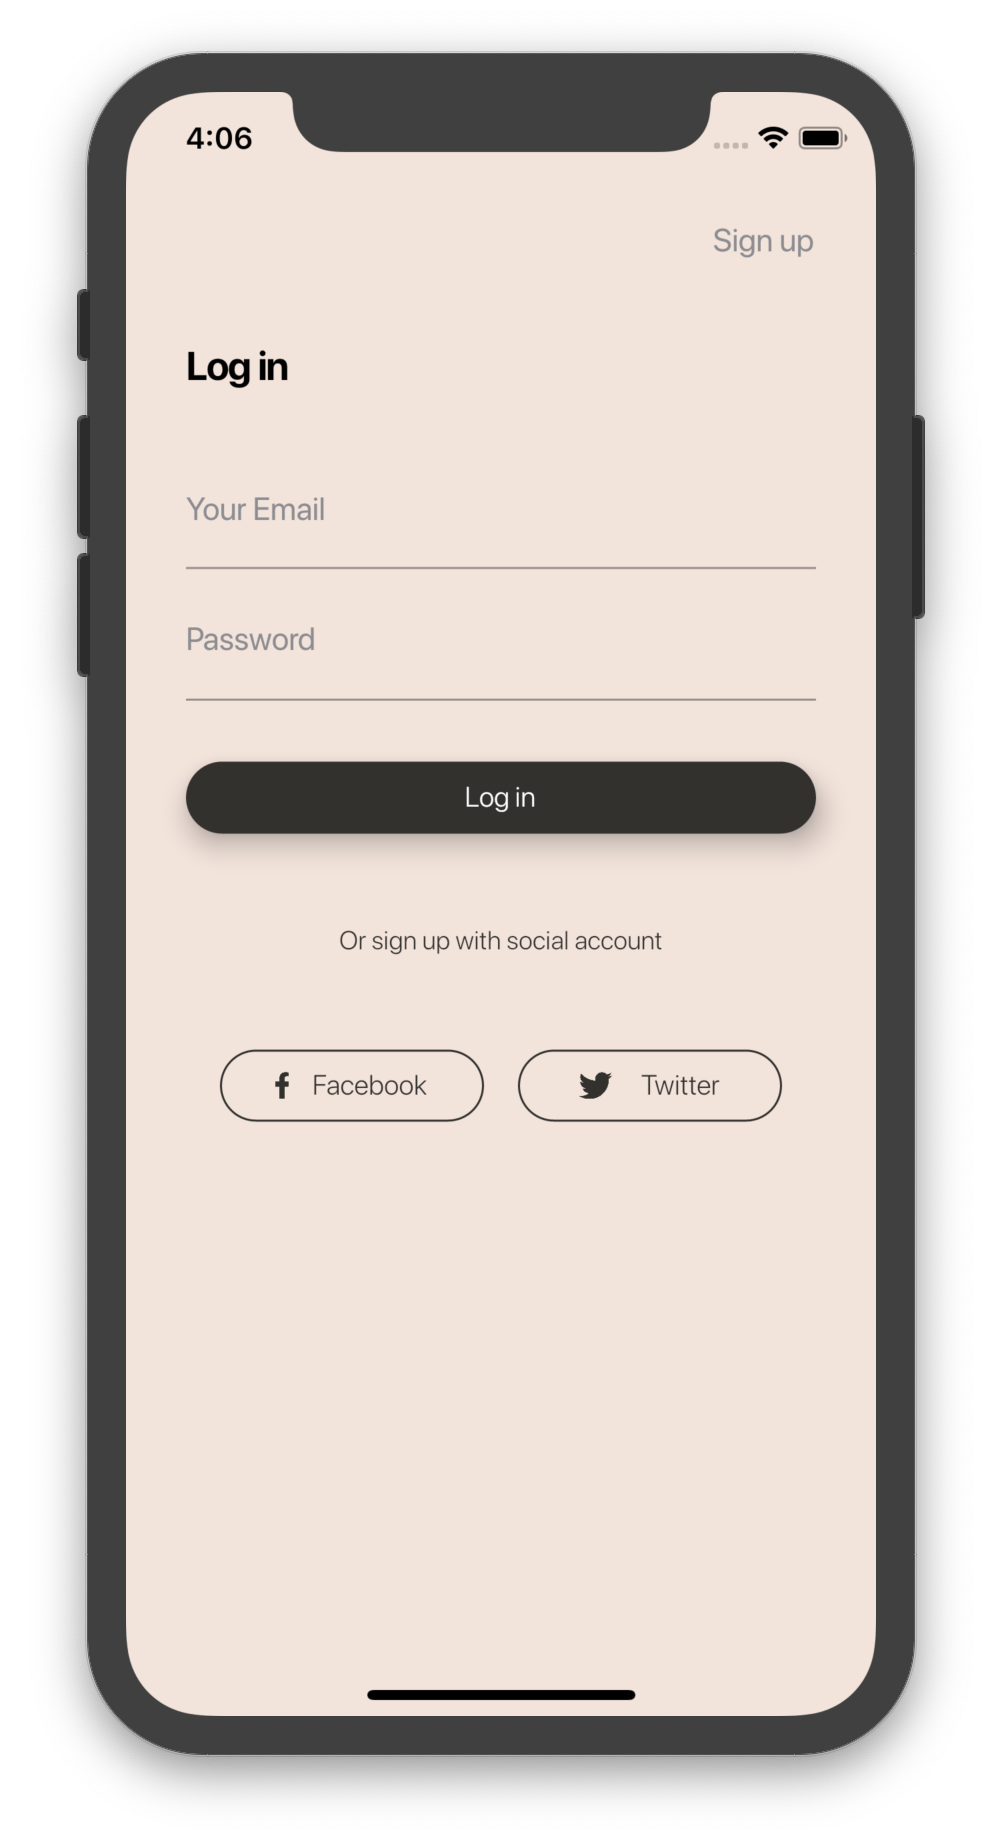 4:06
Sign up
Log in
Your Email
Password
Log in
Or sign up with social account
Facebook
Twitter